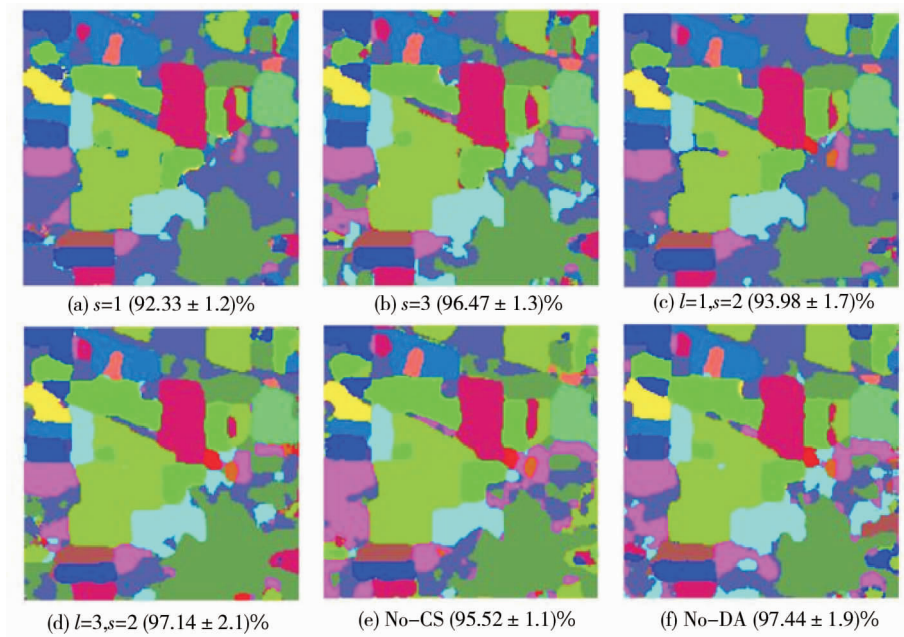 (a) s=1 (92.33 ± 1.2)%
(b) s=3 (96.47 ± 1.3)%
(c) l=1,s=2 (93.98 ± 1.7)%
(d) l=3,s=2 (97.14 ± 2.1)%
(e) No-CS (95.52 ± 1.1)%
(f) No-DA (97.44 ± 1.9)%